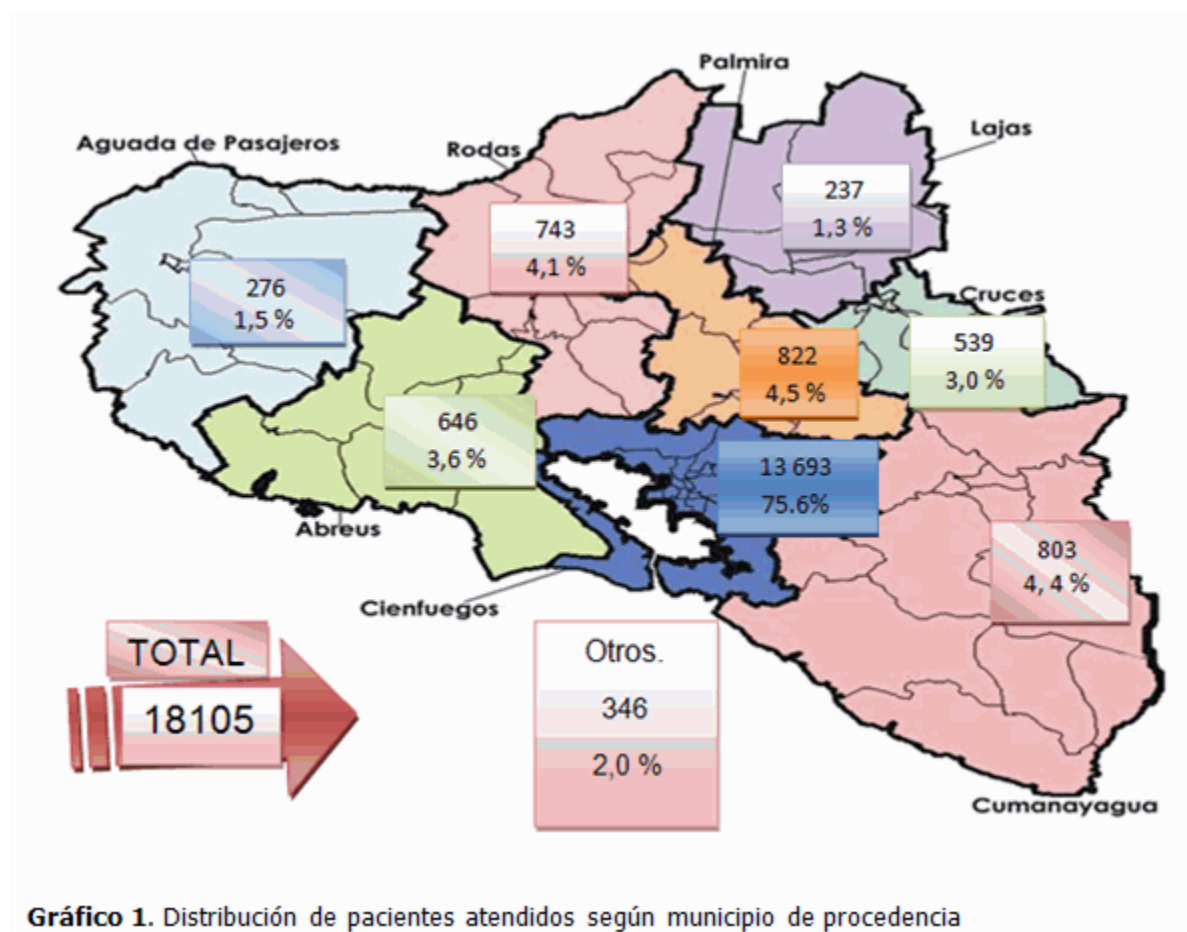 Palmira
Lajas
Aguada de Pasajeros
Rodas
237
1,3 %
743
4,1 %
276
1,5 %
Cruces
539
3,0 %
822
4,5 %
646
3,6 %
13 693
75.6%
Abreus
803
4, 4 %
Cienfuegos
TOTAL
18105
Otros.
346
2,0 %
Cumanayagua
Gráfico 1. Distribución de pacientes atendidos según municipio de procedencia